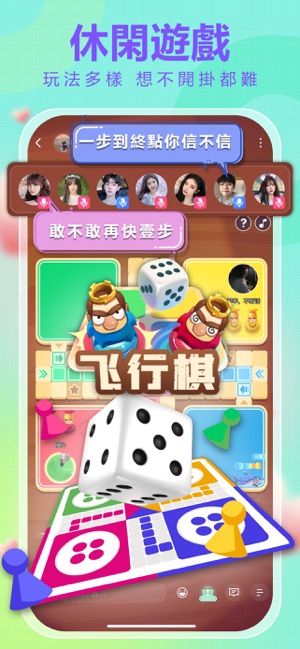 休閑遊戲
玩法多樣 想不開掛都難
一步到終點你信不信
敢不敢再快壹步
?
飞行棋